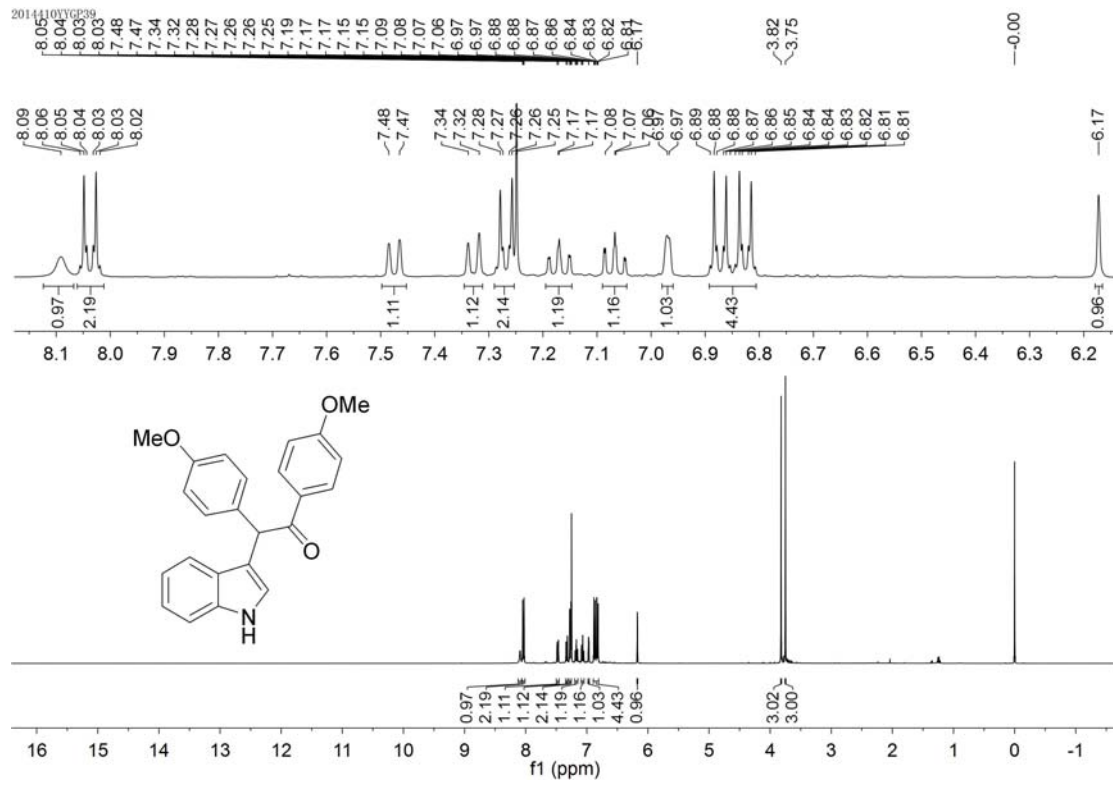 2014410YYGP39
8.05 8.04 8.03 8.03 7.48 7.47 7.34 7.32 7.28 7.27 7.26 7.26 7.25 7.19 7.17 7.17 7.15 7.15 7.09 7.08 7.07 7.06 6.97 6.97 6.88 6.88 6.87 6.86 6.84 6.83 6.82 6.81 6.17 3.82 3.75 -0.00
8.09 8.06 8.05 8.04 8.03 8.03 8.02 7.48 7.47 7.34 7.32 7.28 7.27 7.26 7.26 7.25 7.17 7.17 7.08 7.07 7.06 6.97 6.97 6.89 6.88 6.88 6.87 6.86 6.85 6.84 6.84 6.83 6.82 6.81 6.81 6.17
0.97 2.19 1.11 1.12 2.14 1.19 1.16 1.03 4.43 0.96
8.1 8.0 7.9 7.8 7.7 7.6 7.5 7.4 7.3 7.2 7.1 7.0 6.9 6.8 6.7 6.6 6.5 6.4 6.3 6.2
OMe
MeO
O
N
H
0.97 2.19 1.11 1.12 2.14 1.19 1.16 1.03 4.43 0.96 3.02 3.00
16 15 14 13 12 11 10 9 8 7 6 5 4 3 2 1 0 -1
f1 (ppm)